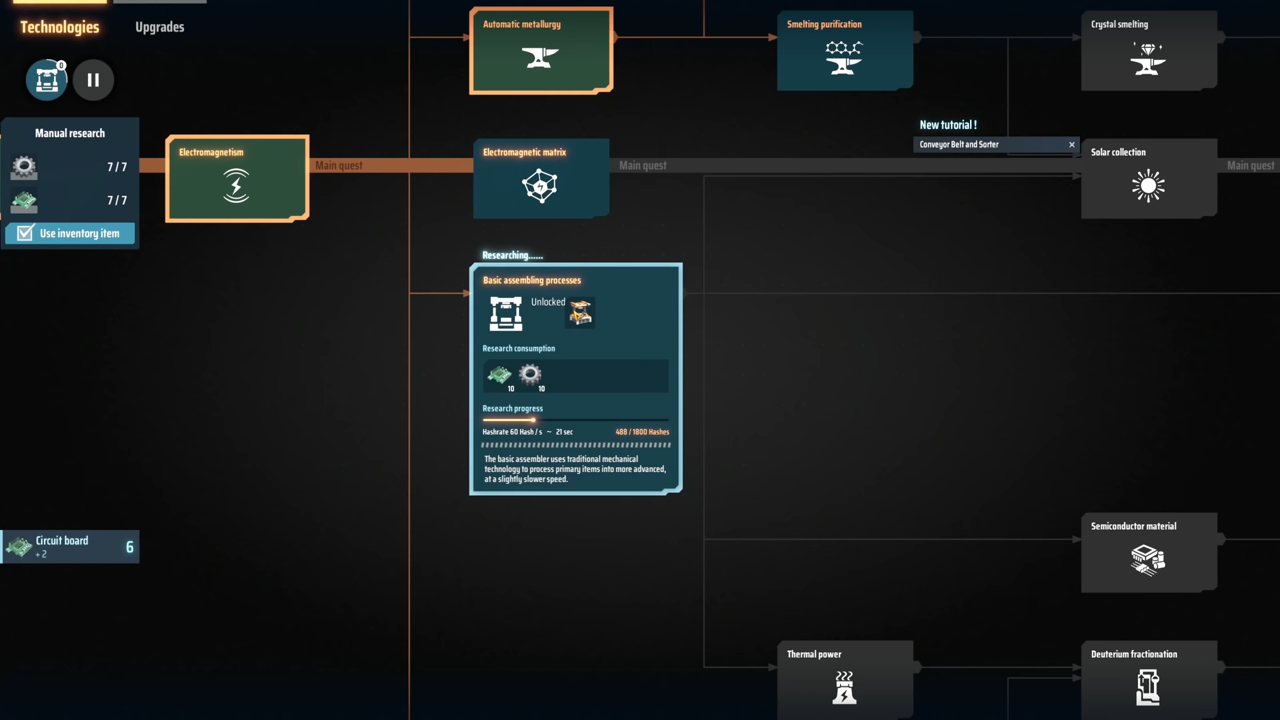 Technologies
Upgrades
0
Manual research
7 / 7
7 / 7
Use inventory item
Automatic metallurgy
Smelting purification
Crystal smelting
Electromagnetism
Main quest
Electromagnetic matrix
Main quest
New tutorial !
Conveyor Belt and Sorter
Solar collection
Main quest
Researching......
Basic assembling processes
Unlocked
Research consumption
10
10
Research progress
Hashrate 60 Hash / s ~ 21 sec
488 / 1800 Hashes
The basic assembler uses traditional mechanical
technology to process primary items into more advanced,
at a slightly slower speed.
Circuit board
+ 2
6
Semiconductor material
Thermal power
Deuterium fractionation